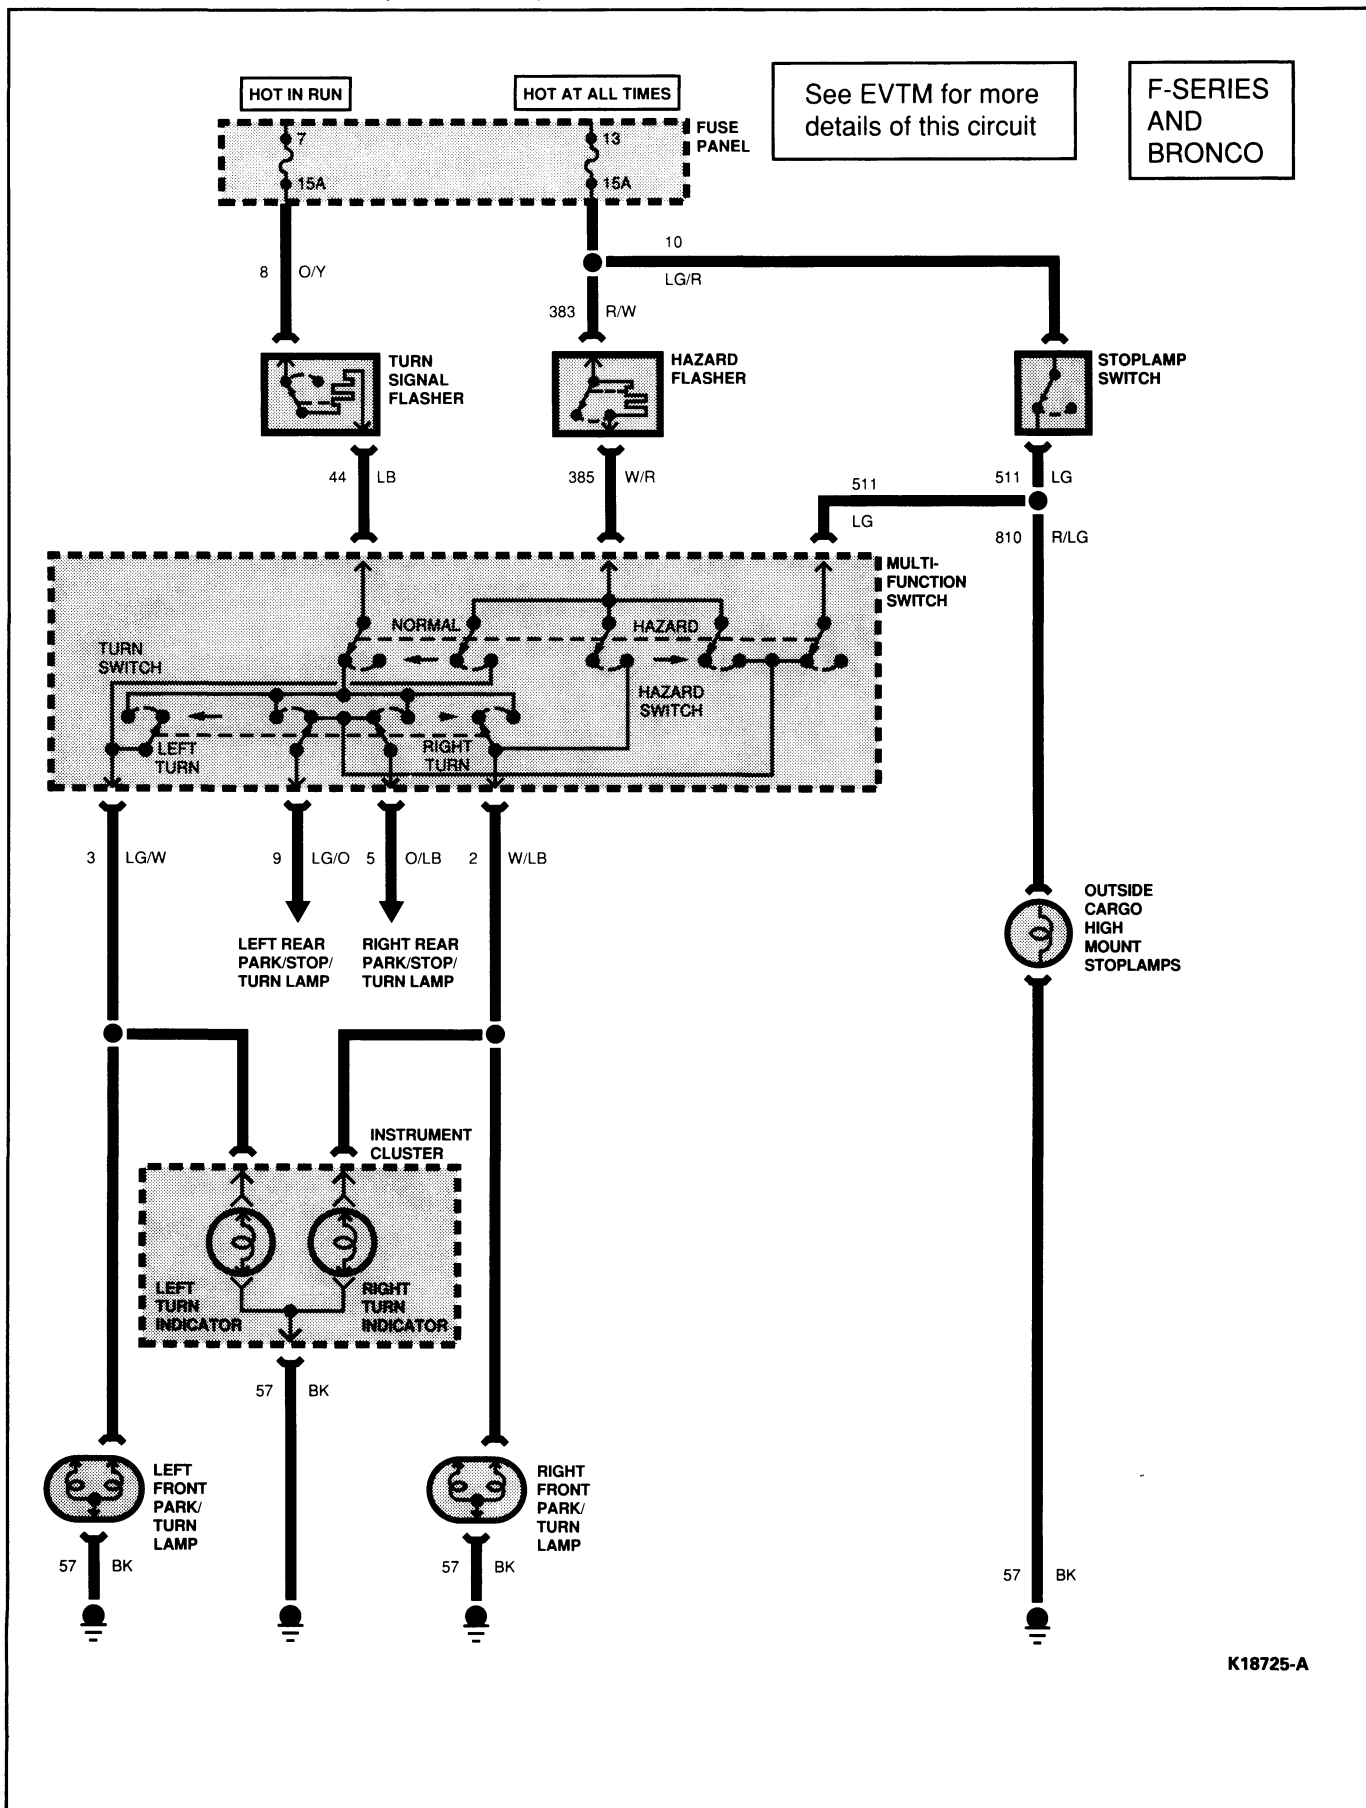 HOT IN RUN
HOT AT ALL TIMES
See EVTM for more
details of this circuit
F-SERIES
AND
BRONCO
7
15A
13
15A
FUSE
PANEL
10
LG/R
8 O/Y
383 R/W
TURN
SIGNAL
FLASHER
HAZARD
FLASHER
STOPLAMP
SWITCH
44 LB
385 W/R
511
LG
511 LG
810 R/LG
MULTI-
FUNCTION
SWITCH
NORMAL
HAZARD
TURN
SWITCH
HAZARD
SWITCH
LEFT
TURN
RIGHT
TURN
3 LG/W
9 LG/O
5 O/LB
2 W/LB
LEFT REAR
PARK/STOP/
TURN LAMP
RIGHT REAR
PARK/STOP/
TURN LAMP
OUTSIDE
CARGO
HIGH
MOUNT
STOPLAMPS
INSTRUMENT
CLUSTER
LEFT
TURN
INDICATOR
RIGHT
TURN
INDICATOR
57 BK
LEFT
FRONT
PARK/
TURN
LAMP
RIGHT
FRONT
PARK/
TURN
LAMP
57 BK
57 BK
57 BK
K18725-A